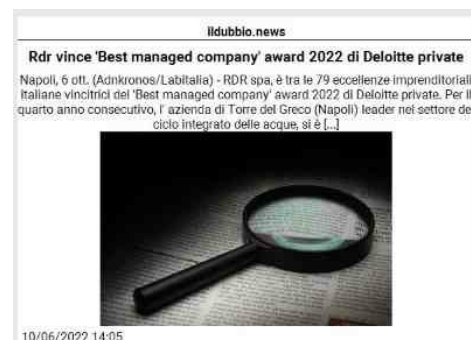 ildubbio.news
Rdr vince 'Best managed company' award 2022 di Deloitte private
Napoli, 6 ott. (Adnkronos/Labitalia) - RDR spa, è tra le 79 eccellenze imprenditoriali
italiane vincitrici del 'Best managed company' award 2022 di Deloitte private. Per il
quarto anno consecutivo, l' azienda di Torre del Greco (Napoli) leader nel settore de
ciclo integrato delle acque, si è [...]
10/06/2022 14:05